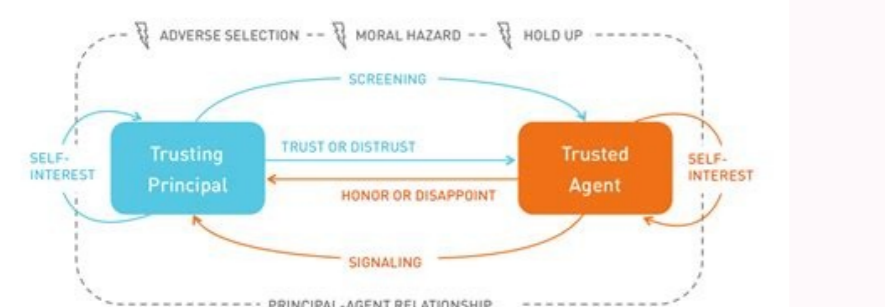 ADVERSE SELECTION
MORAL HAZARD
HOLD UP
SCREENING
SELF-
INTEREST
Trusting
Principal
TRUST OR DISTRUST
HONOR OR DISAPPOINT
Trusted
Agent
SELF-
INTEREST
SIGNALING
PRINCIPAL-AGENT RELATIONSHIP